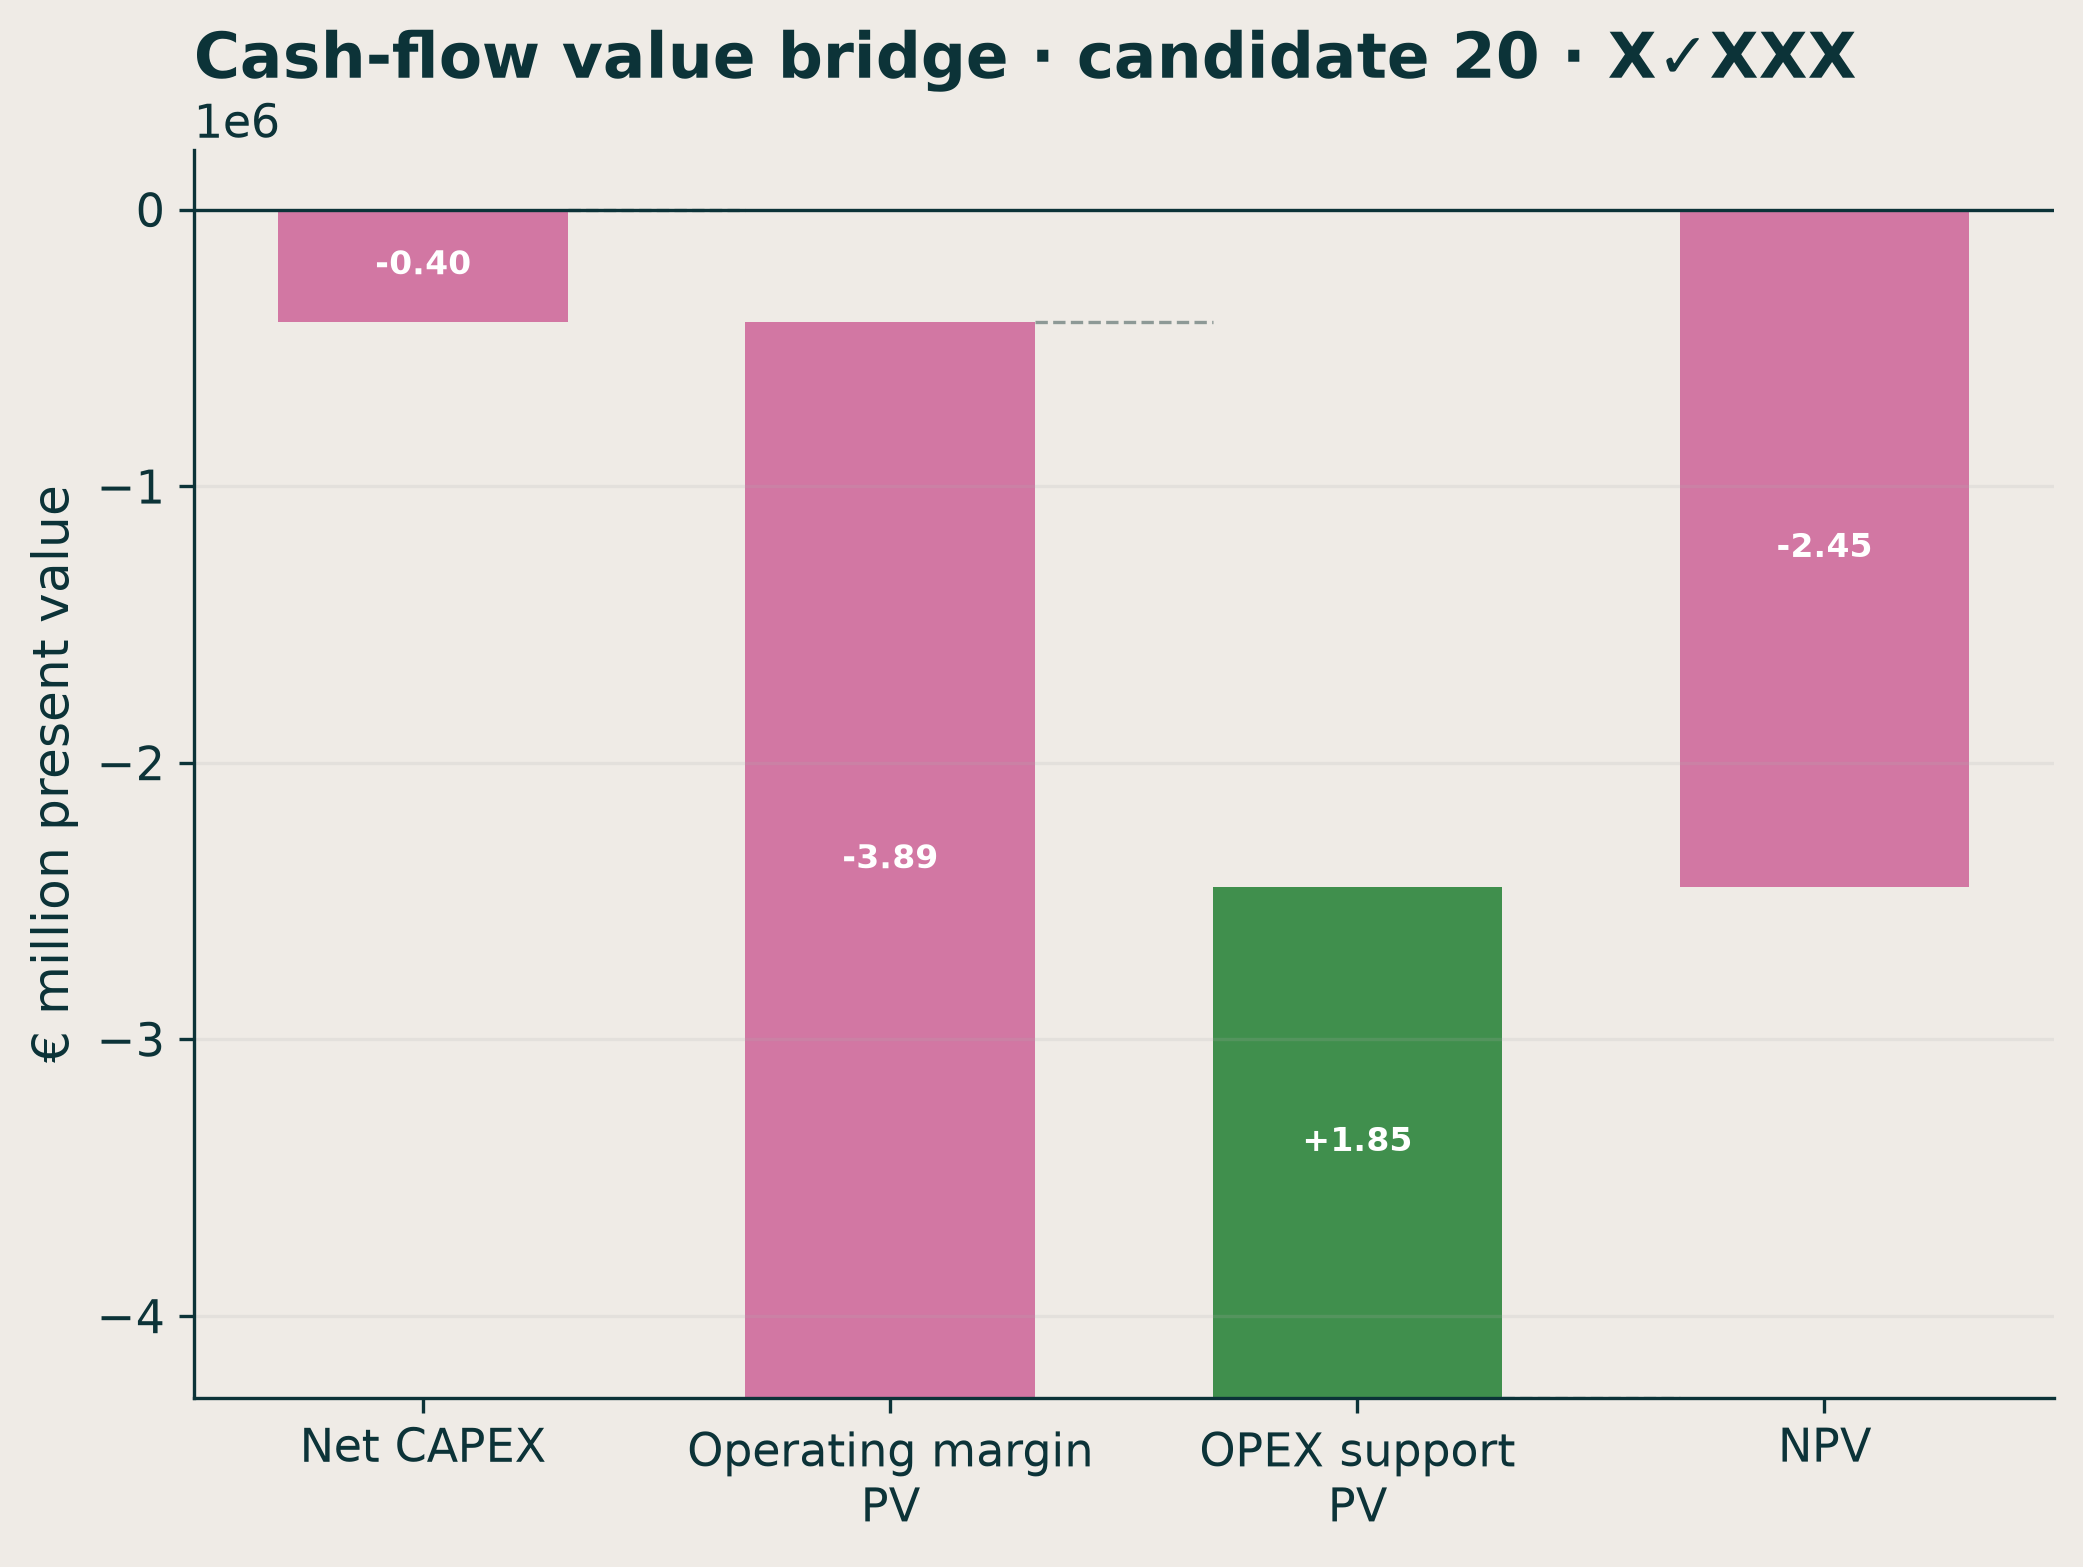 Cash-flow value bridge · candidate 20 · X✓XXX
1e6
€ million present value
0
−1
−2
−3
−4
-0.40
-3.89
+1.85
-2.45
Net CAPEX
Operating margin
PV
OPEX support
PV
NPV